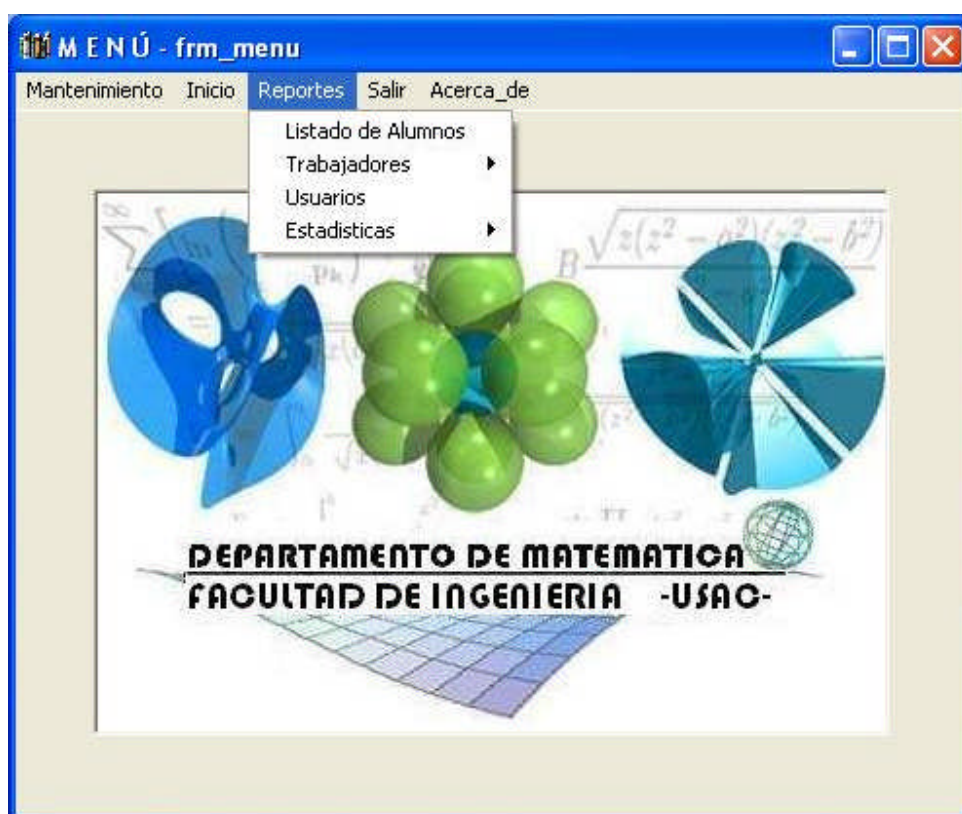 M E N Ú - frm_menu
Mantenimiento Inicio Reportes Salir Acerca_de
Listado de Alumnos
Trabajadores
Usuarios
Estadisticas
DEPARTAMENTO DE MATEMATICA
FACULTAD DE INGENIERIA -USAC-